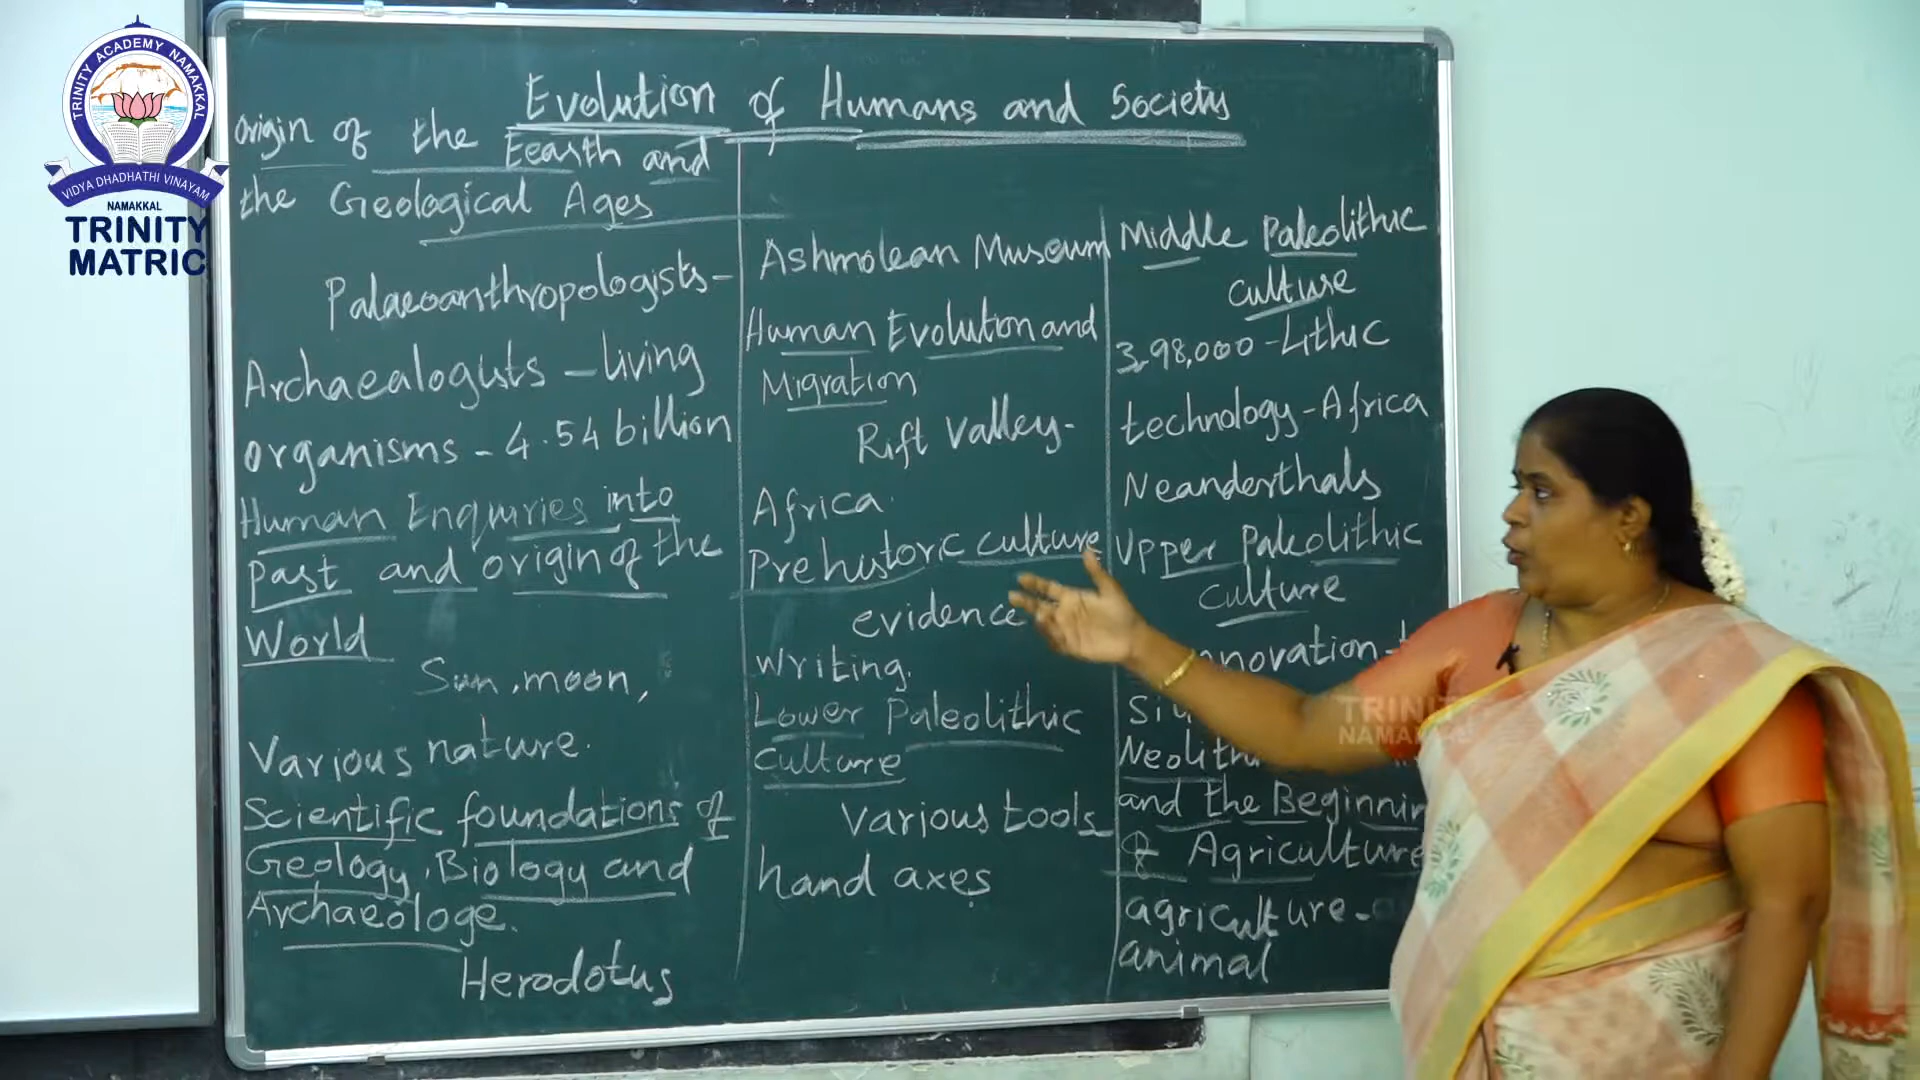 TRINITY ACADEMY NAMAKKAL
VIDYA DHADHATHI VINAYAM
NAMAKKAL
TRINITY
MATRIC
Evolution of Humans and Society
Origin of the Eearth and
the Geological Ages
Palaeoanthropologists-
Archaealogists - living
organisms - 4.54 billion
Human Enquiries into
Past and origin of the
World
Sun, moon,
Various nature.
Scientific foundations of
Geology, Biology and
Archaeologe.
Herodotus
Ashmolean Museum
Human Evolution and
Migration
Rift Valley-
Africa.
Prehistoric culture
evidence
Writing.
Lower Paleolithic
Culture
Various tools
hand axes
Middle Paleolithic
Culture
3,98,000 - Lithic
technology - Africa
Neanderthals
Upper Paleolithic
Culture
and the Beginnin
of Agriculture
agriculture -
animal
TRINITY